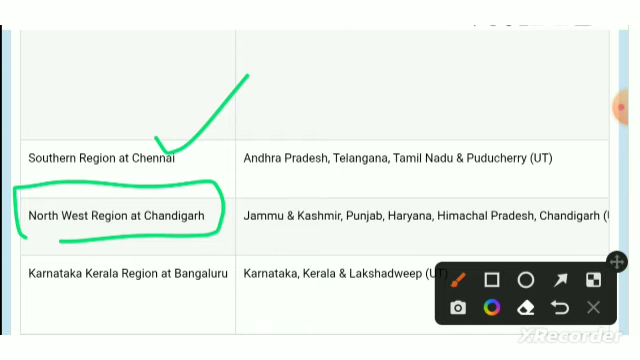 Southern Region at Chennai
Andhra Pradesh, Telangana, Tamil Nadu & Puducherry (UT)
North West Region at Chandigarh
Jammu & Kashmir, Punjab, Haryana, Himachal Pradesh, Chandigarh
Karnataka Kerala Region at Bangaluru
Karnataka, Kerala & Lakshadweep (UT)
XRecorder